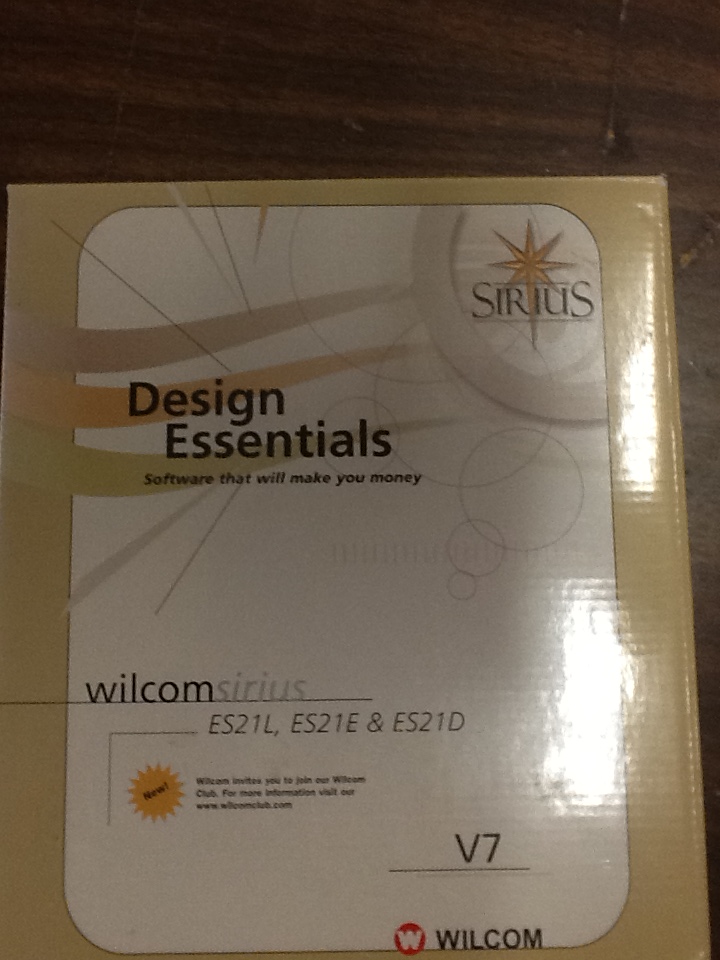 SIRIUS
Design
Essentials
Software that will make you money
wilcomsirius
ES21L, ES21E & ES21D
New!
Wilcom invites you to join our Wilcom
Club. For more information visit our
www.wilcomclub.com
V7
W WILCOM